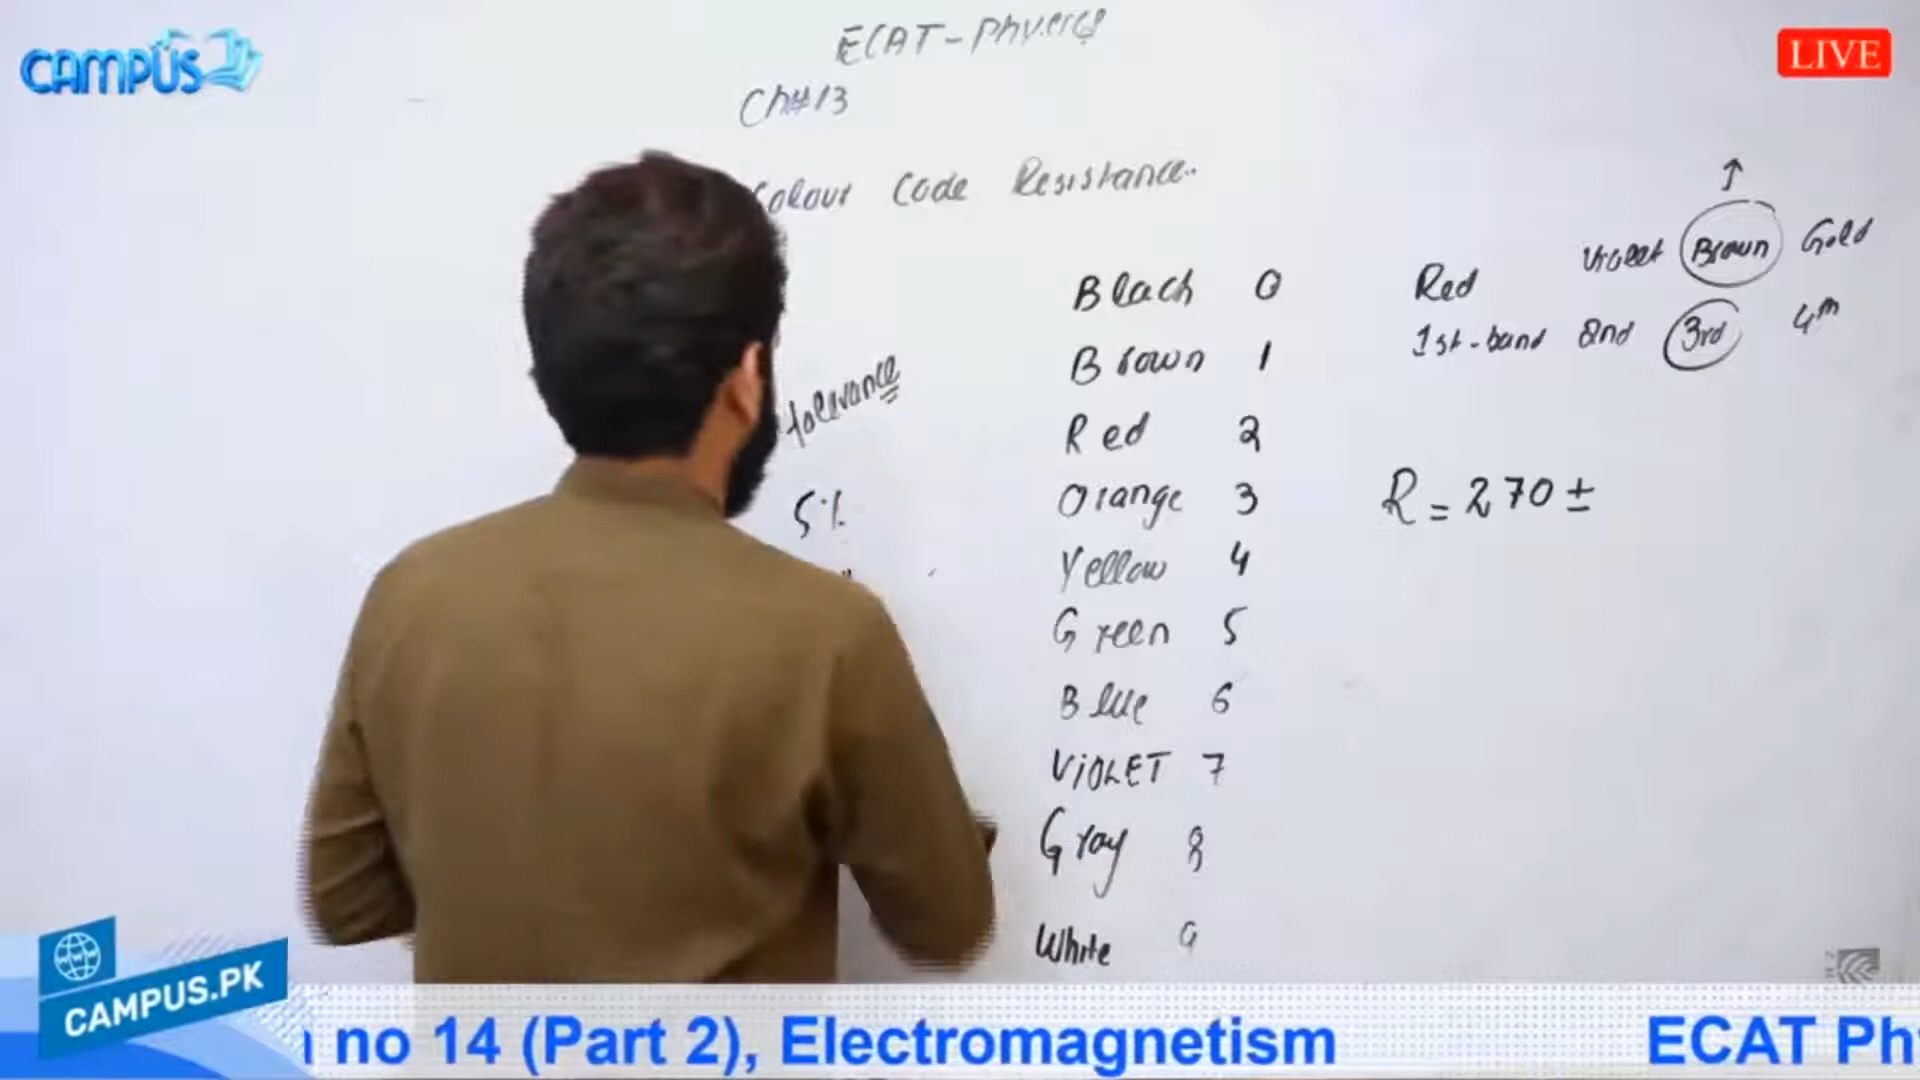 CAMPUS
LIVE
ECAT - Physics
Ch#13
Colour Code Resistance..
tolerance
5%
Black 0
Brown 1
Red 2
Orange 3
Yellow 4
Green 5
Blue 6
ViOLET 7
Gray 8
White 9
Red Violet Brown Gold
1st-band 2nd 3rd 4th
R = 270 ±
www
CAMPUS.PK
no 14 (Part 2), Electromagnetism
ECAT Ph